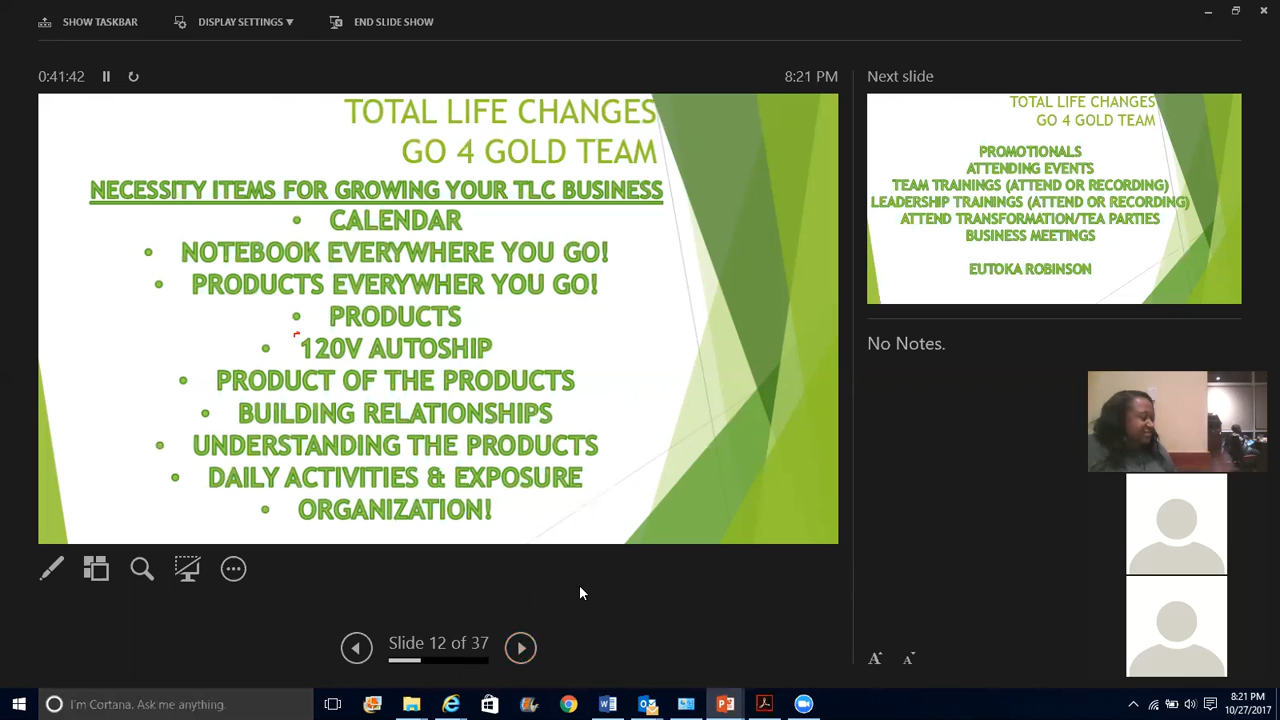 SHOW TASKBAR
DISPLAY SETTINGS ▼
END SLIDE SHOW
0:41:42
8:21 PM
TOTAL LIFE CHANGES
GO 4 GOLD TEAM
NECESSITY ITEMS FOR GROWING YOUR TLC BUSINESS
• CALENDAR
• NOTEBOOK EVERYWHERE YOU GO!
• PRODUCTS EVERYWHER YOU GO!
• PRODUCTS
• 120V AUTOSHIP
• PRODUCT OF THE PRODUCTS
• BUILDING RELATIONSHIPS
• UNDERSTANDING THE PRODUCTS
• DAILY ACTIVITIES & EXPOSURE
• ORGANIZATION!
Slide 12 of 37
Next slide
TOTAL LIFE CHANGES
GO 4 GOLD TEAM
PROMOTIONALS
ATTENDING EVENTS
TEAM TRAININGS (ATTEND OR RECORDING)
LEADERSHIP TRAININGS (ATTEND OR RECORDING)
ATTEND TRANSFORMATION/TEA PARTIES
BUSINESS MEETINGS
EUTOKA ROBINSON
No Notes.
A A
I'm Cortana. Ask me anything.
8:21 PM
10/27/2017